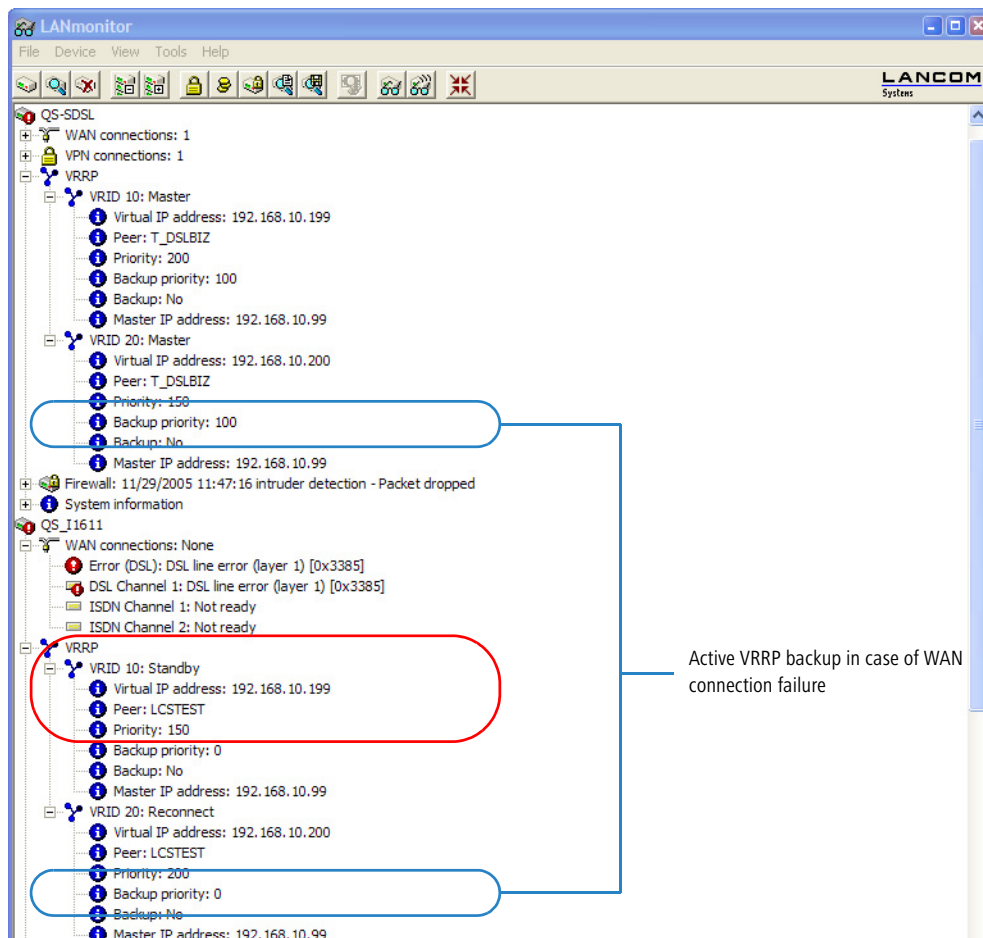 LANmonitor
File Device View Tools Help
LANCOM
Systems
QS-SDSL
WAN connections: 1
VPN connections: 1
VRRP
VRID 10: Master
Virtual IP address: 192.168.10.199
Peer: T_DSLBIZ
Priority: 200
Backup priority: 100
Backup: No
Master IP address: 192.168.10.99
VRID 20: Master
Virtual IP address: 192.168.10.200
Peer: T_DSLBIZ
Priority: 150
Backup priority: 100
Backup: No
Master IP address: 192.168.10.99
Firewall: 11/29/2005 11:47:16 intruder detection - Packet dropped
System information
QS_I1611
WAN connections: None
Error (DSL): DSL line error (layer 1) [0x3385]
DSL Channel 1: DSL line error (layer 1) [0x3385]
ISDN Channel 1: Not ready
ISDN Channel 2: Not ready
VRRP
VRID 10: Standby
Virtual IP address: 192.168.10.199
Peer: LCSTEST
Priority: 150
Backup priority: 0
Backup: No
Master IP address: 192.168.10.99
VRID 20: Reconnect
Virtual IP address: 192.168.10.200
Peer: LCSTEST
Priority: 200
Backup priority: 0
Backup: No
Master IP address: 192.168.10.99
Active VRRP backup in case of WAN
connection failure